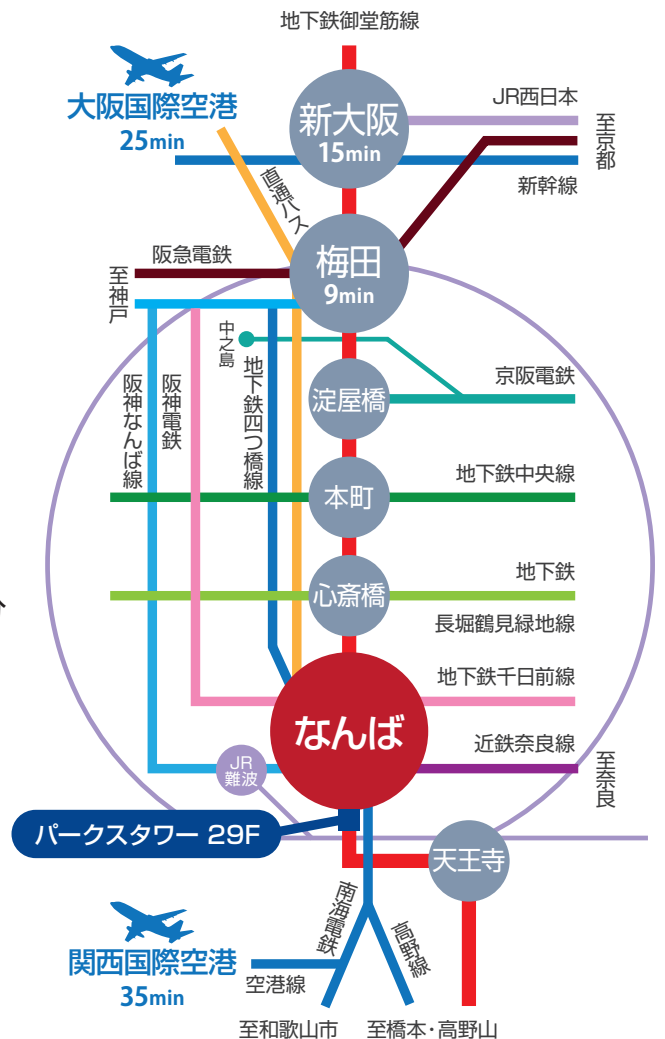 地下鉄御堂筋線
大阪国際空港
25min
新大阪
15min
JR西日本
至京都
新幹線
直通バス
阪急電鉄
至神戸
梅田
9min
中之島
京阪電鉄
淀屋橋
阪神なんば線
阪神電鉄
地下鉄四つ橋線
本町
地下鉄中央線
心斎橋
地下鉄
長堀鶴見緑地線
地下鉄千日前線
なんば
近鉄奈良線
至奈良
JR
難波
パークスタワー 29F
天王寺
南海電鉄
高野線
関西国際空港
35min
空港線
至和歌山市
至橋本・高野山